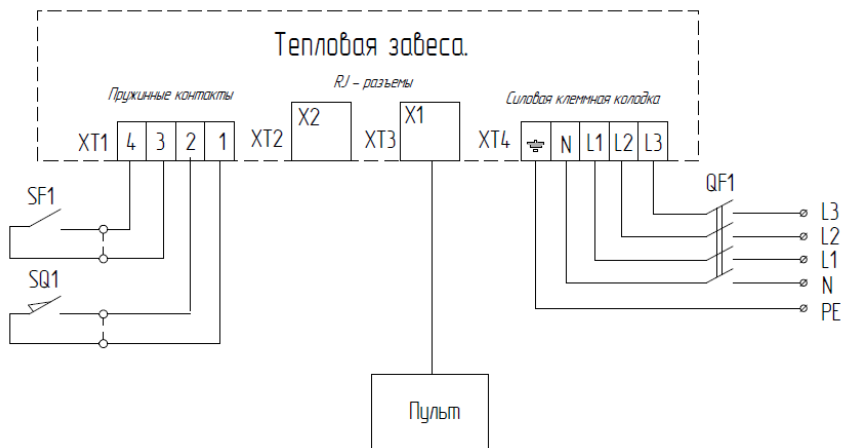 Тепловая завеса.
RJ - разъемы
Пружинные контакты
Силовая клеммная колодка
XT1 4 3 2 1
XT2 X2
XT3 X1
XT4 N L1 L2 L3
SF1
QF1
L3
L2
L1
N
PE
SQ1
Пульт